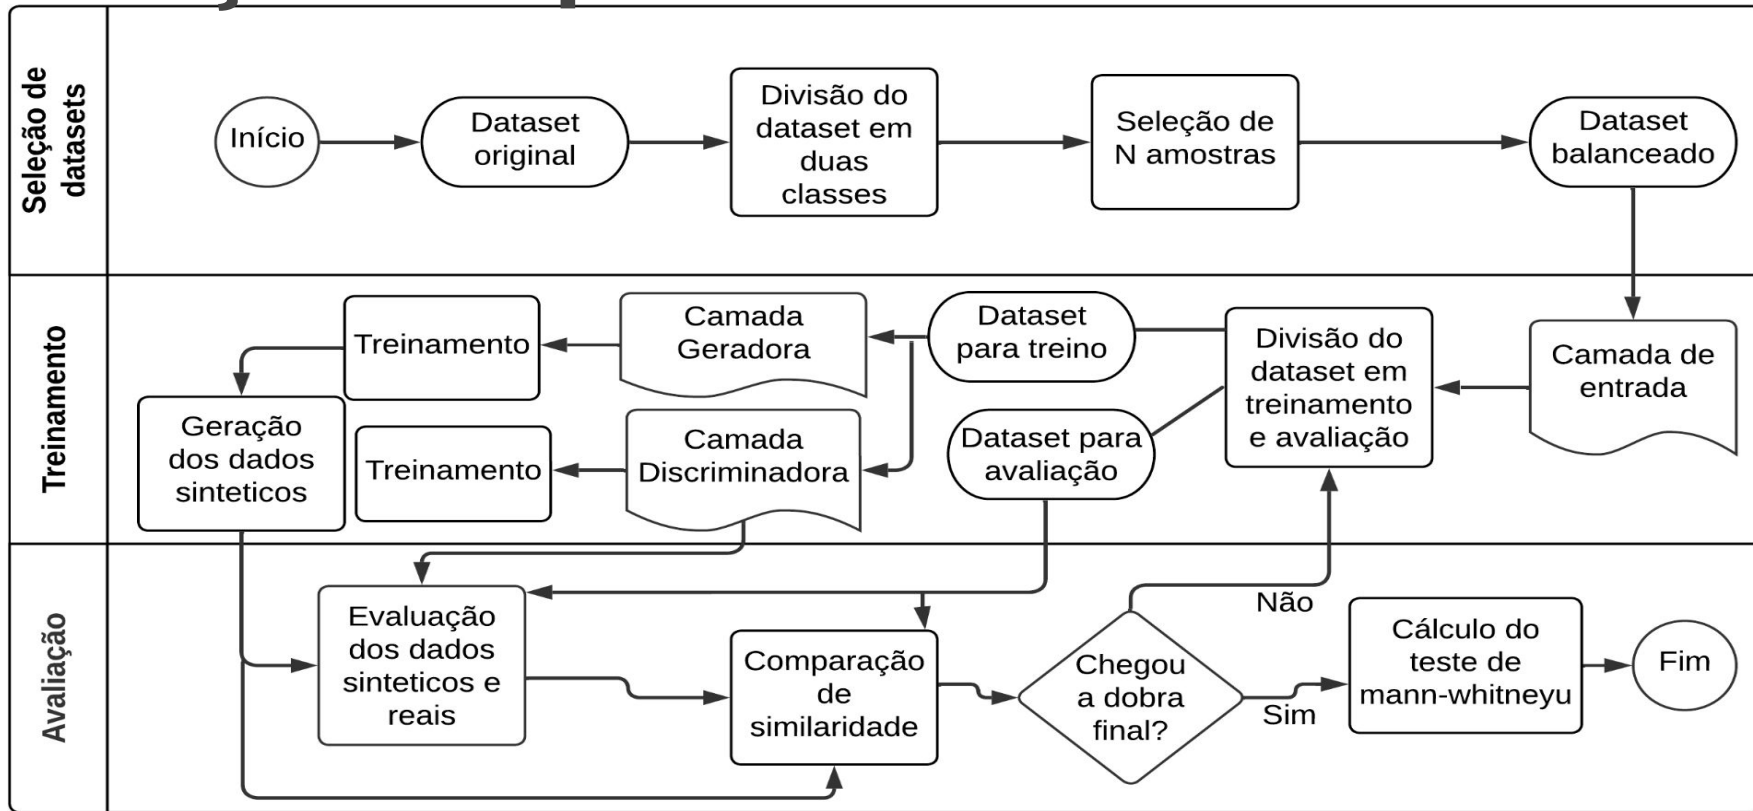 Seleção de
datasets
Início
Dataset
original
Divisão do
dataset em
duas
classes
Seleção de
N amostras
Dataset
balanceado
Treinamento
Treinamento
Camada
Geradora
Dataset
para treino
Divisão do
dataset em
treinamento
e avaliação
Camada de
entrada
Geração
dos dados
sinteticos
Treinamento
Camada
Discriminadora
Dataset para
avaliação
Avaliação
Evaluação
dos dados
sinteticos e
reais
Comparação
de
similaridade
Chegou
a dobra
final?
Não
Sim
Cálculo do
teste de
mann-whitneyu
Fim